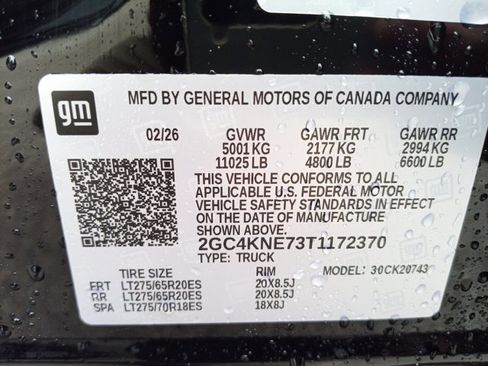 gm
MFD BY GENERAL MOTORS OF CANADA COMPANY
02/26 GVWR GAWR FRT GAWR RR
5001 KG 2177 KG 2994 KG
11025 LB 4800 LB 6600 LB
THIS VEHICLE CONFORMS TO ALL
APPLICABLE U.S. FEDERAL MOTOR
VEHICLE SAFETY STANDARDS IN EFFECT
ON THE DATE OF MANUFACTURE
SHOWN ABOVE.
2GC4KNE73T1172370
TYPE: TRUCK MODEL: 30CK20743
TIRE SIZE RIM
FRT LT275/65R20ES 20X8.5J
RR LT275/65R20ES 20X8.5J
SPA LT275/70R18ES 18X8J